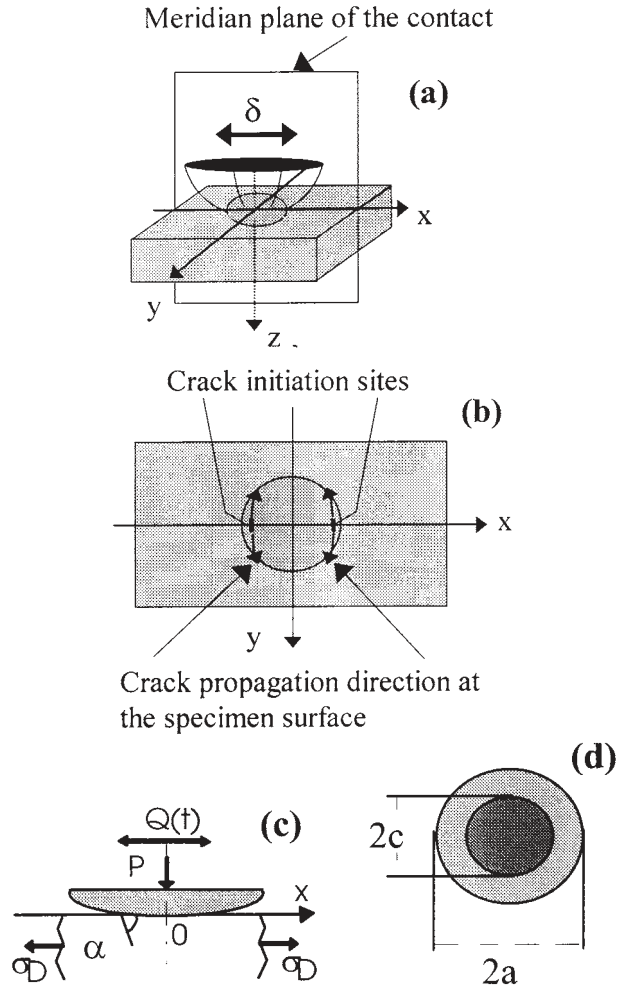 Meridian plane of the contact
(a)
δ
x
y
z
Crack initiation sites
(b)
x
y
Crack propagation direction at
the specimen surface
(c)
(d)
Q(t)
P
X
α
0
σD
σD
2c
2a